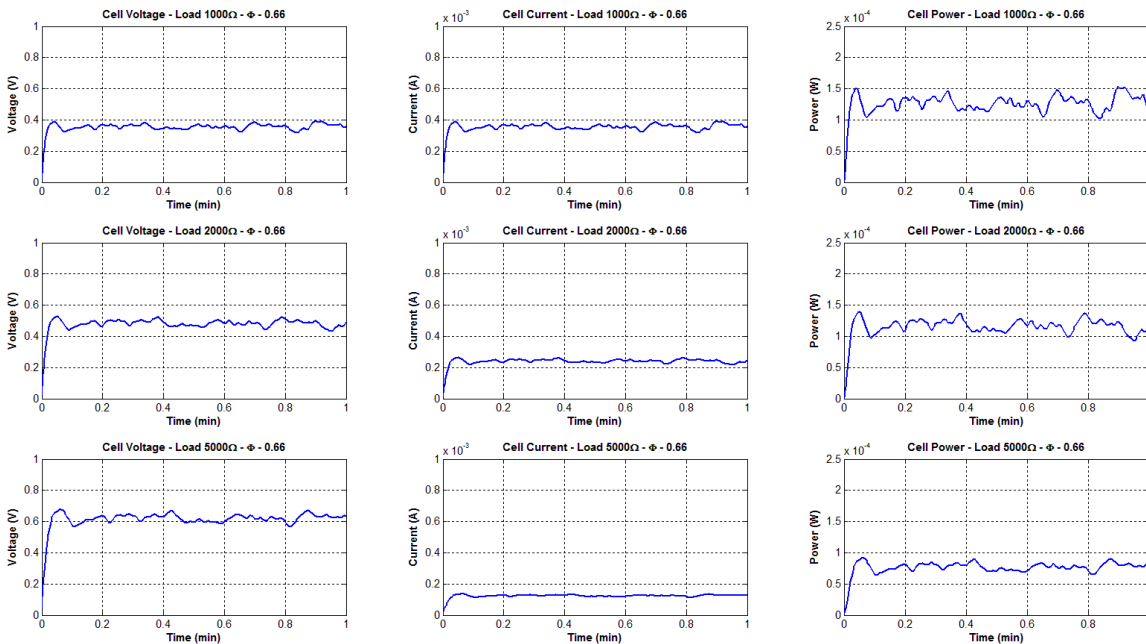 Cell Voltage - Load 1000Ω - Φ - 0.66
1
0.8
0.6
0.4
0.2
0
Voltage (V)
0 0.2 0.4 0.6 0.8 1
Time (min)
Cell Current - Load 1000Ω - Φ - 0.66
x 10⁻³
1
0.8
0.6
0.4
0.2
0
Current (A)
0 0.2 0.4 0.6 0.8 1
Time (min)
Cell Power - Load 1000Ω - Φ - 0.66
x 10⁻⁴
2.5
2
1.5
1
0.5
0
Power (W)
0 0.2 0.4 0.6 0.8
Time (min)
Cell Voltage - Load 2000Ω - Φ - 0.66
1
0.8
0.6
0.4
0.2
0
Voltage (V)
0 0.2 0.4 0.6 0.8 1
Time (min)
Cell Current - Load 2000Ω - Φ - 0.66
x 10⁻³
1
0.8
0.6
0.4
0.2
0
Current (A)
0 0.2 0.4 0.6 0.8 1
Time (min)
Cell Power - Load 2000Ω - Φ - 0.66
x 10⁻⁴
2.5
2
1.5
1
0.5
0
Power (W)
0 0.2 0.4 0.6 0.8
Time (min)
Cell Voltage - Load 5000Ω - Φ - 0.66
1
0.8
0.6
0.4
0.2
0
Voltage (V)
0 0.2 0.4 0.6 0.8 1
Time (min)
Cell Current - Load 5000Ω - Φ - 0.66
x 10⁻³
1
0.8
0.6
0.4
0.2
0
Current (A)
0 0.2 0.4 0.6 0.8 1
Time (min)
Cell Power - Load 5000Ω - Φ - 0.66
x 10⁻⁴
2.5
2
1.5
1
0.5
0
Power (W)
0 0.2 0.4 0.6 0.8
Time (min)